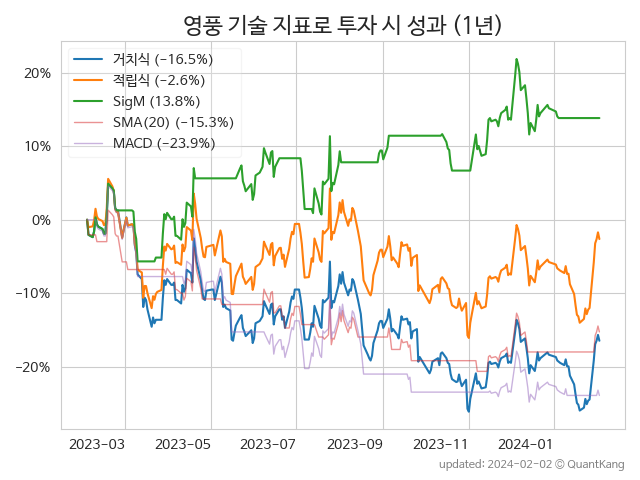 영풍 기술 지표로 투자 시 성과 (1년)
거치식 (−16.5%)
적립식 (−2.6%)
SigM (13.8%)
SMA(20) (−15.3%)
MACD (−23.9%)
20%
10%
0%
−10%
−20%
2023−03
2023−05
2023−07
2023−09
2023−11
2024−01
updated: 2024−02−02 © QuantKang